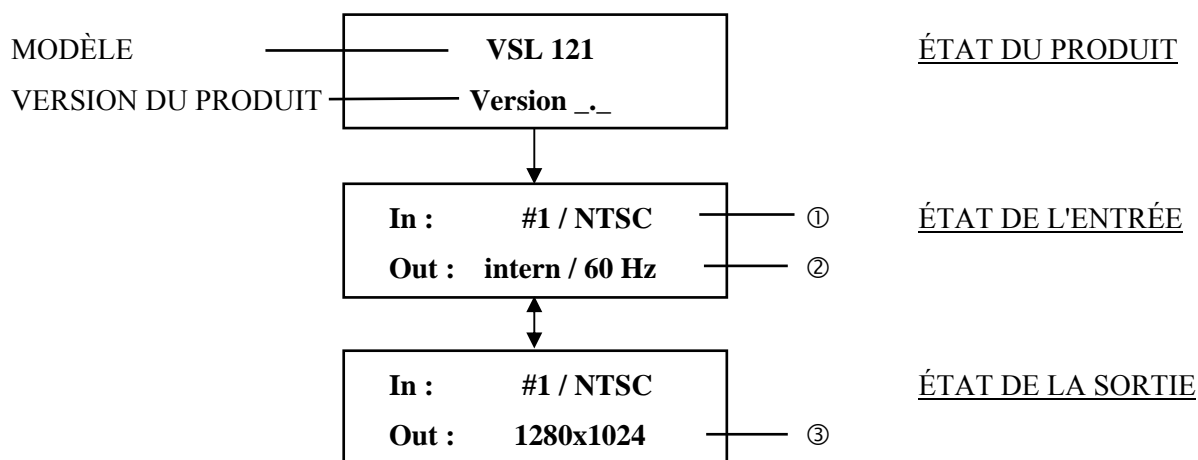 MODÈLE VSL 121 ÉTAT DU PRODUIT
VERSION DU PRODUIT Version _._
In : #1 / NTSC ① ÉTAT DE L'ENTRÉE
Out : intern / 60 Hz ②
In : #1 / NTSC ÉTAT DE LA SORTIE
Out : 1280x1024 ③